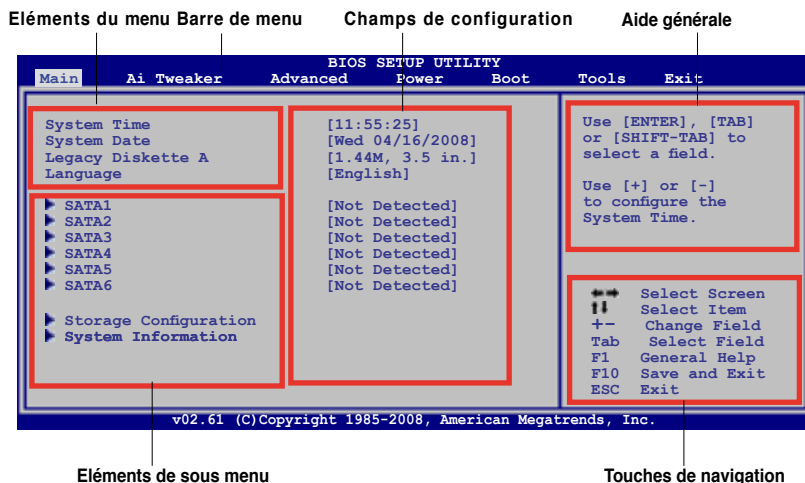 Eléments du menu Barre de menu Champs de configuration Aide générale
BIOS SETUP UTILITY
Main Ai Tweaker Advanced Power Boot Tools Exit
System Time [11:55:25]
System Date [Wed 04/16/2008]
Legacy Diskette A [1.44M, 3.5 in.]
Language [English]
SATA1 [Not Detected]
SATA2 [Not Detected]
SATA3 [Not Detected]
SATA4 [Not Detected]
SATA5 [Not Detected]
SATA6 [Not Detected]
Storage Configuration
System Information
Use [ENTER], [TAB]
or [SHIFT-TAB] to
select a field.
Use [+] or [-]
to configure the
System Time.
Select Screen
Select Item
+- Change Field
Tab Select Field
F1 General Help
F10 Save and Exit
ESC Exit
v02.61 (C)Copyright 1985-2008, American Megatrends, Inc.
Eléments de sous menu Touches de navigation